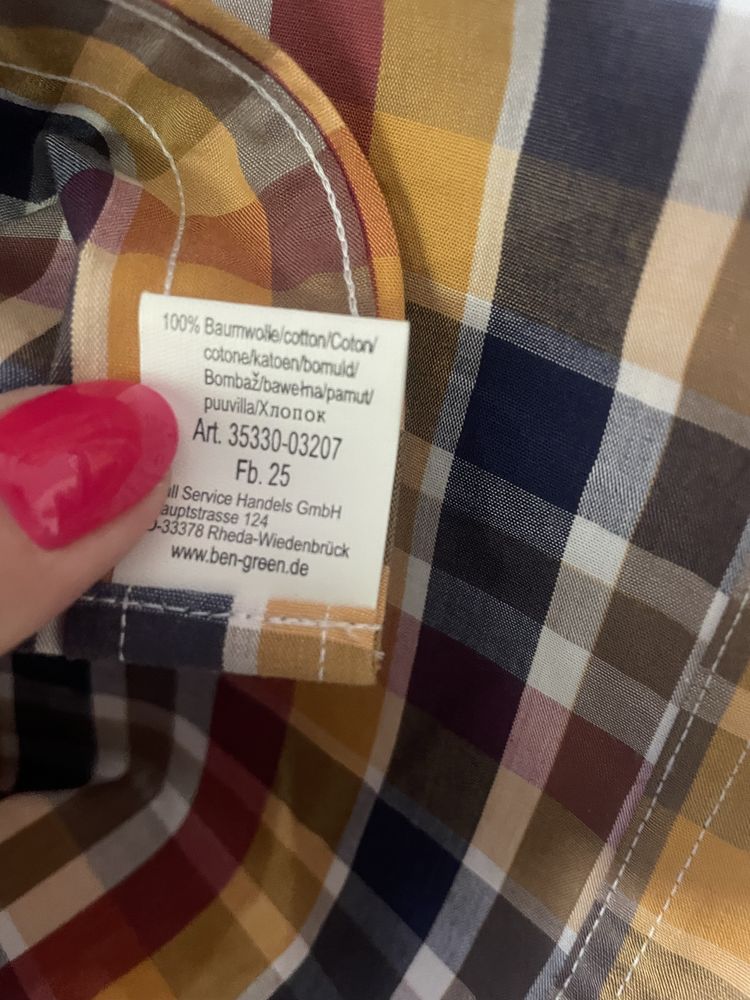 100% Baumwolle/cotton/Coton/
cotone/katoen/bomuld/
Bombaž/bawełna/pamut/
puuvilla/Хлопок
Art. 35330-03207
Fb. 25
Service Handels GmbH
124
-33378 Rheda-Wiedenbrück
www.ben-green.de